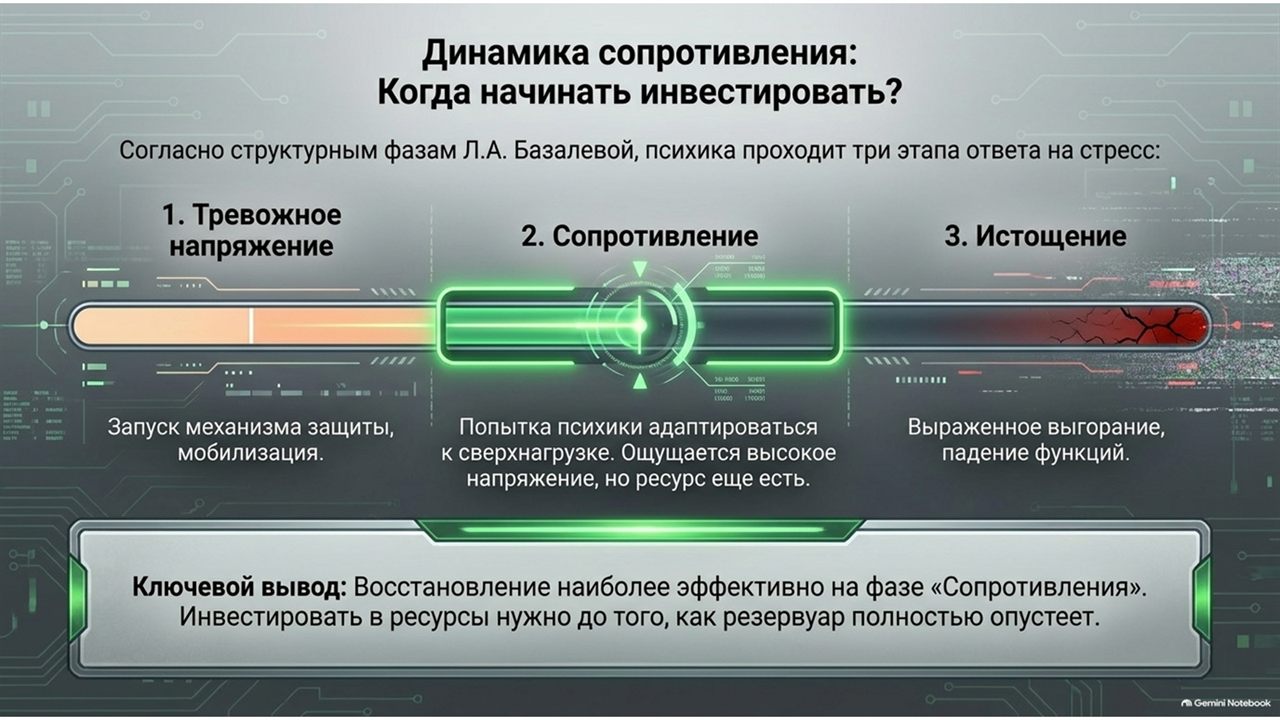 Динамика сопротивления:
Когда начинать инвестировать?
Согласно структурным фазам Л.А. Базалевой, психика проходит три этапа ответа на стресс:
1. Тревожное
напряжение
2. Сопротивление
3. Истощение
Запуск механизма защиты,
мобилизация.
Попытка психики адаптироваться
к сверхнагрузке. Ощущается высокое
напряжение, но ресурс еще есть.
Выраженное выгорание,
падение функций.
Ключевой вывод: Восстановление наиболее эффективно на фазе «Сопротивления».
Инвестировать в ресурсы нужно до того, как резервуар полностью опустеет.
Gemini Notebook